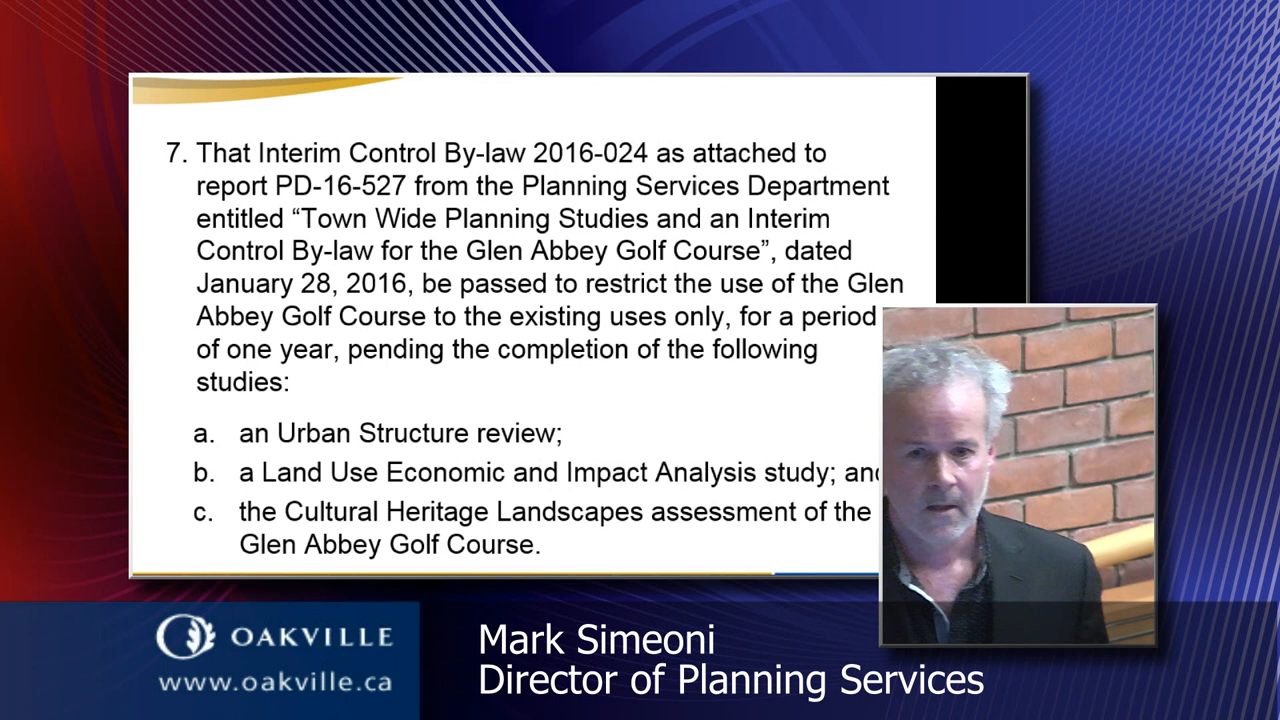 7. That Interim Control By-law 2016-024 as attached to
report PD-16-527 from the Planning Services Department
entitled “Town Wide Planning Studies and an Interim
Control By-law for the Glen Abbey Golf Course”, dated
January 28, 2016, be passed to restrict the use of the Glen
Abbey Golf Course to the existing uses only, for a period
of one year, pending the completion of the following
studies:
a. an Urban Structure review;
b. a Land Use Economic and Impact Analysis study; and
c. the Cultural Heritage Landscapes assessment of the
Glen Abbey Golf Course.
OAKVILLE
www.oakville.ca
Mark Simeoni
Director of Planning Services